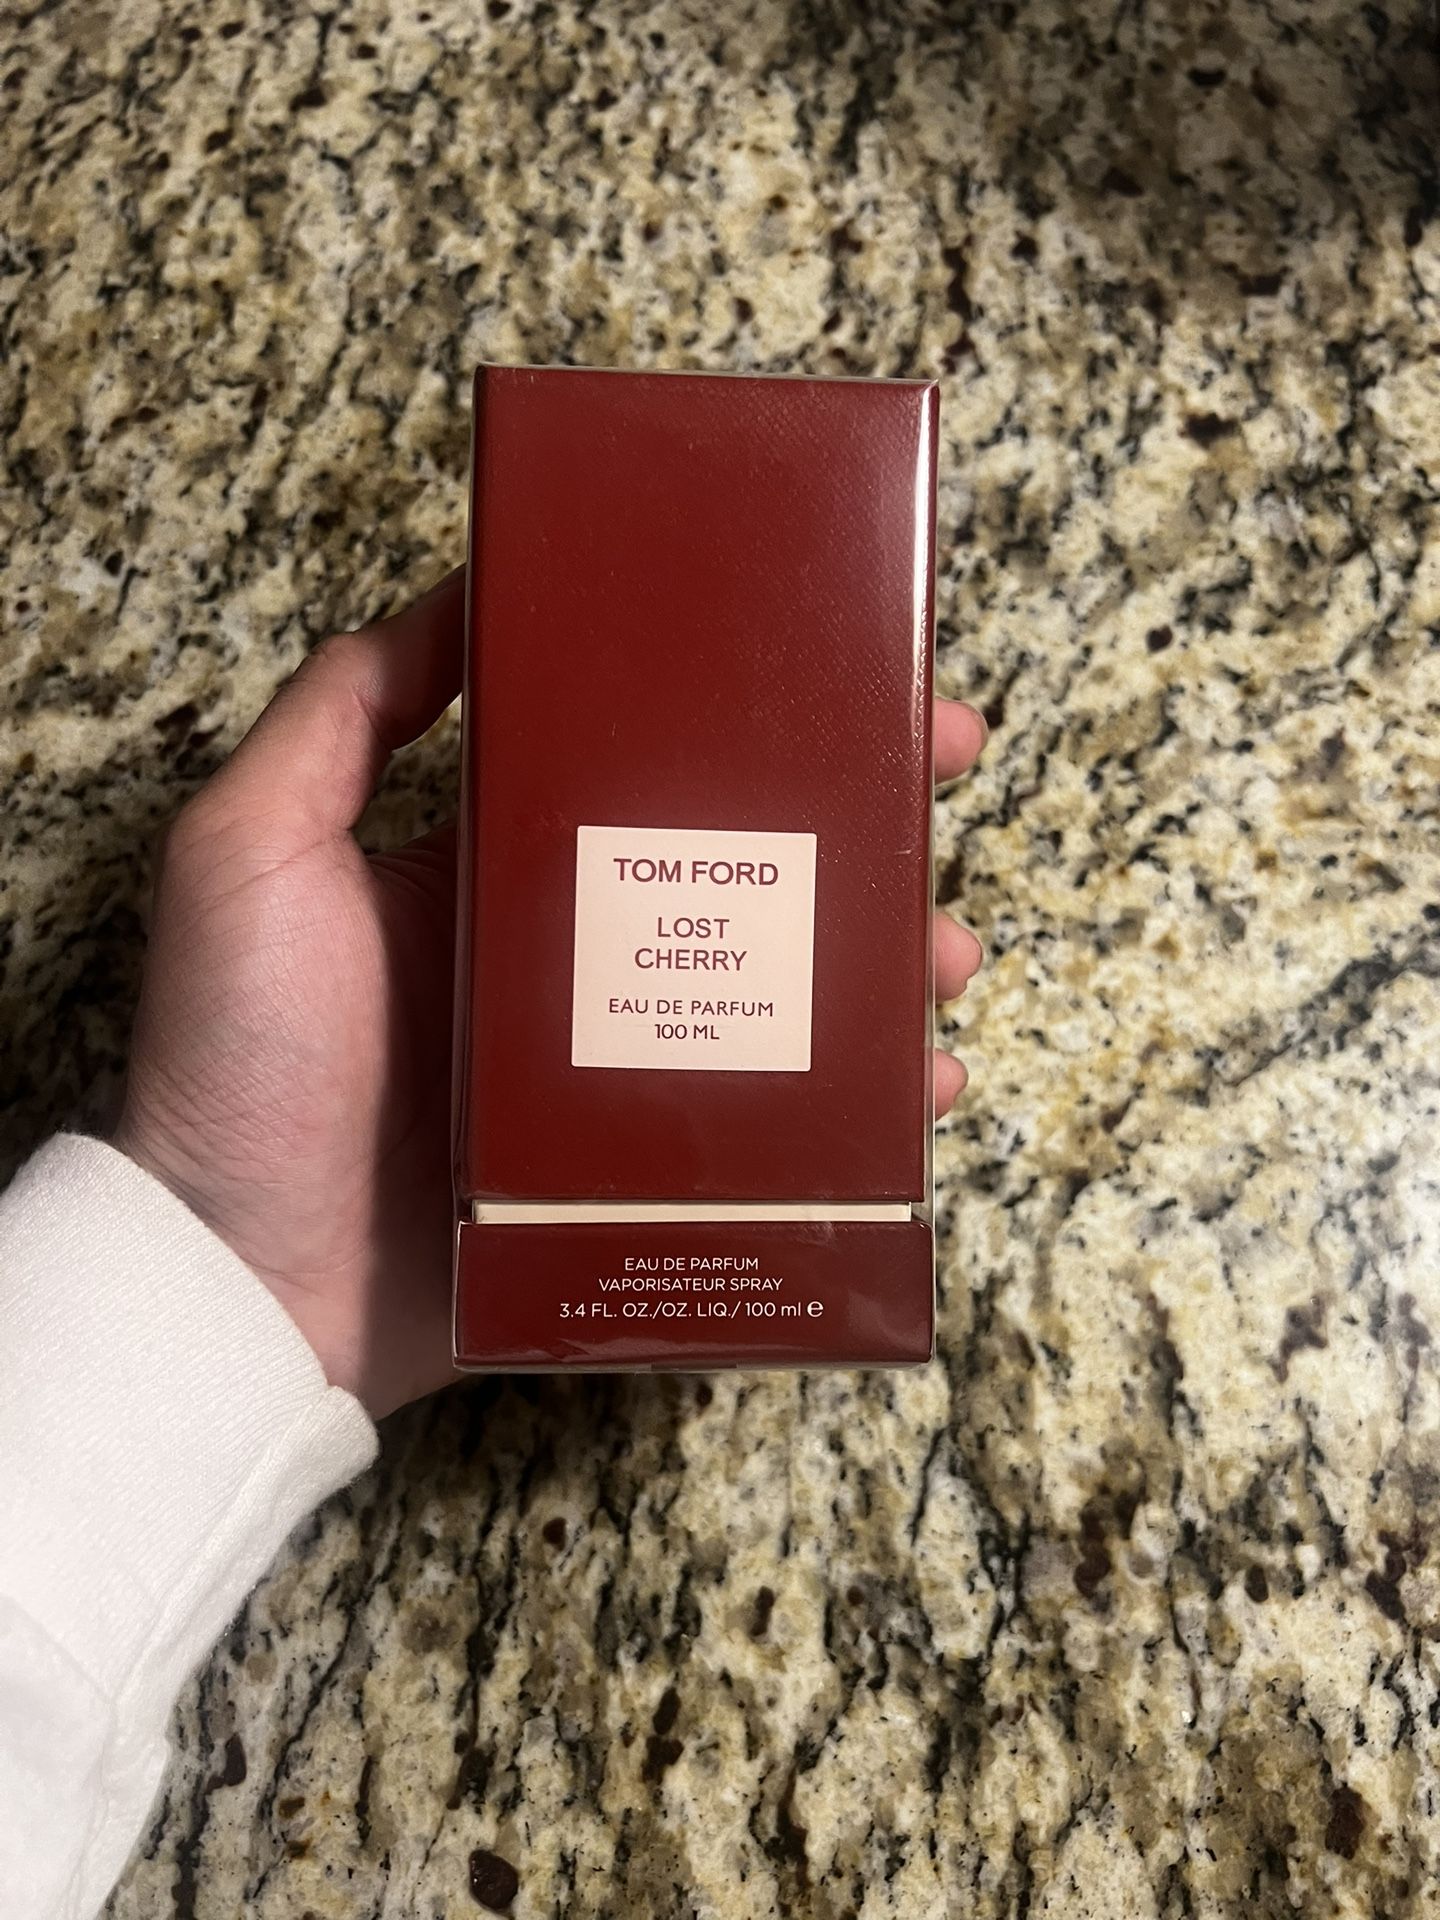 TOM FORD
LOST
CHERRY
EAU DE PARFUM
100 ML
EAU DE PARFUM
VAPORISATEUR SPRAY
3.4 FL. OZ./OZ. LIQ./ 100 ml ℮